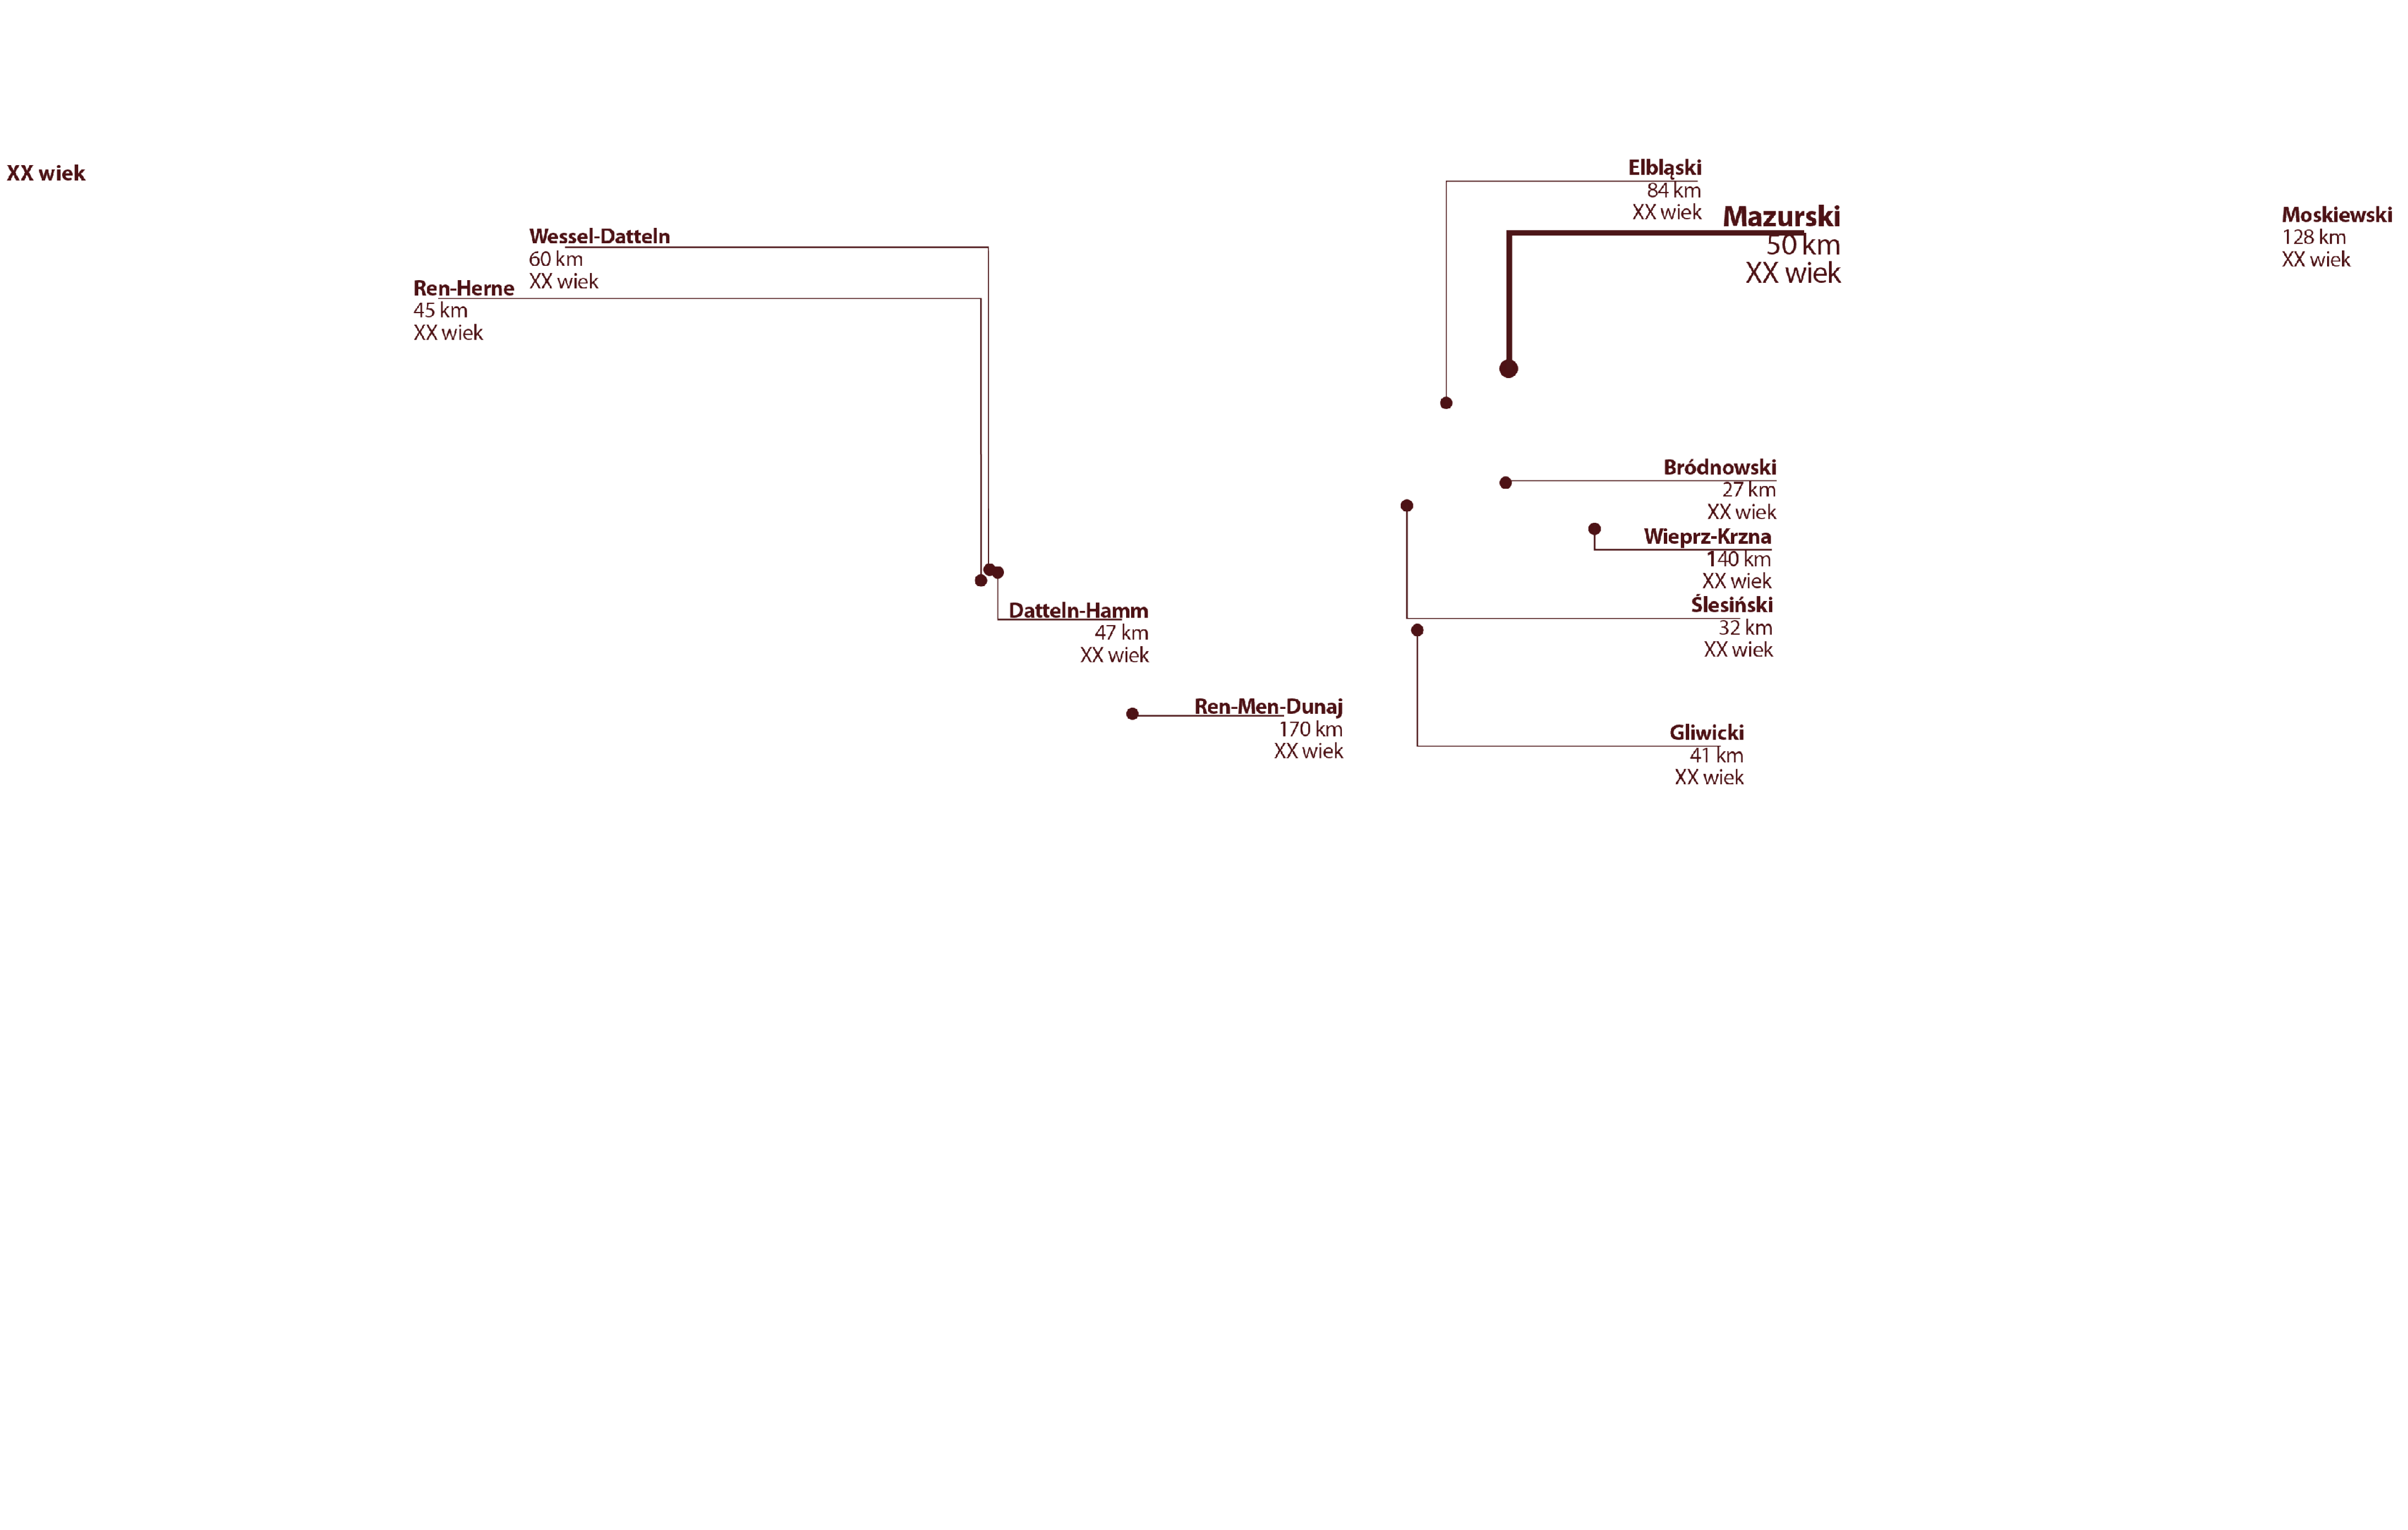 XX wiek
Elbląski
84 km
XX wiek
Mazurski
50 km
XX wiek
Moskiewski
128 km
XX wiek
Wessel-Datteln
60 km
XX wiek
Ren-Herne
45 km
XX wiek
Bródnowski
27 km
XX wiek
Wieprz-Krzna
140 km
XX wiek
Ślesiński
32 km
XX wiek
Datteln-Hamm
47 km
XX wiek
Ren-Men-Dunaj
170 km
XX wiek
Gliwicki
41 km
XX wiek